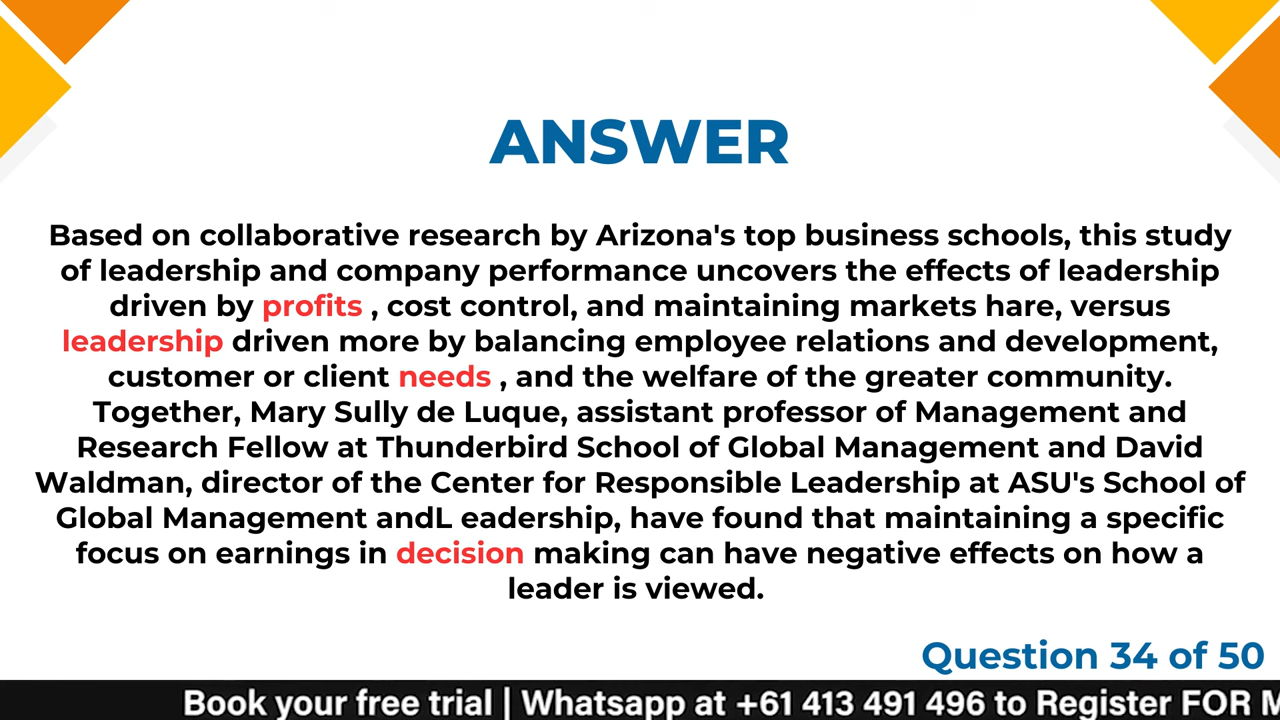 ANSWER
Based on collaborative research by Arizona's top business schools, this study
of leadership and company performance uncovers the effects of leadership
driven by profits , cost control, and maintaining markets hare, versus
leadership driven more by balancing employee relations and development,
customer or client needs , and the welfare of the greater community.
Together, Mary Sully de Luque, assistant professor of Management and
Research Fellow at Thunderbird School of Global Management and David
Waldman, director of the Center for Responsible Leadership at ASU's School of
Global Management andL eadership, have found that maintaining a specific
focus on earnings in decision making can have negative effects on how a
leader is viewed.
Question 34 of 50
Book your free trial | Whatsapp at +61 413 491 496 to Register FOR